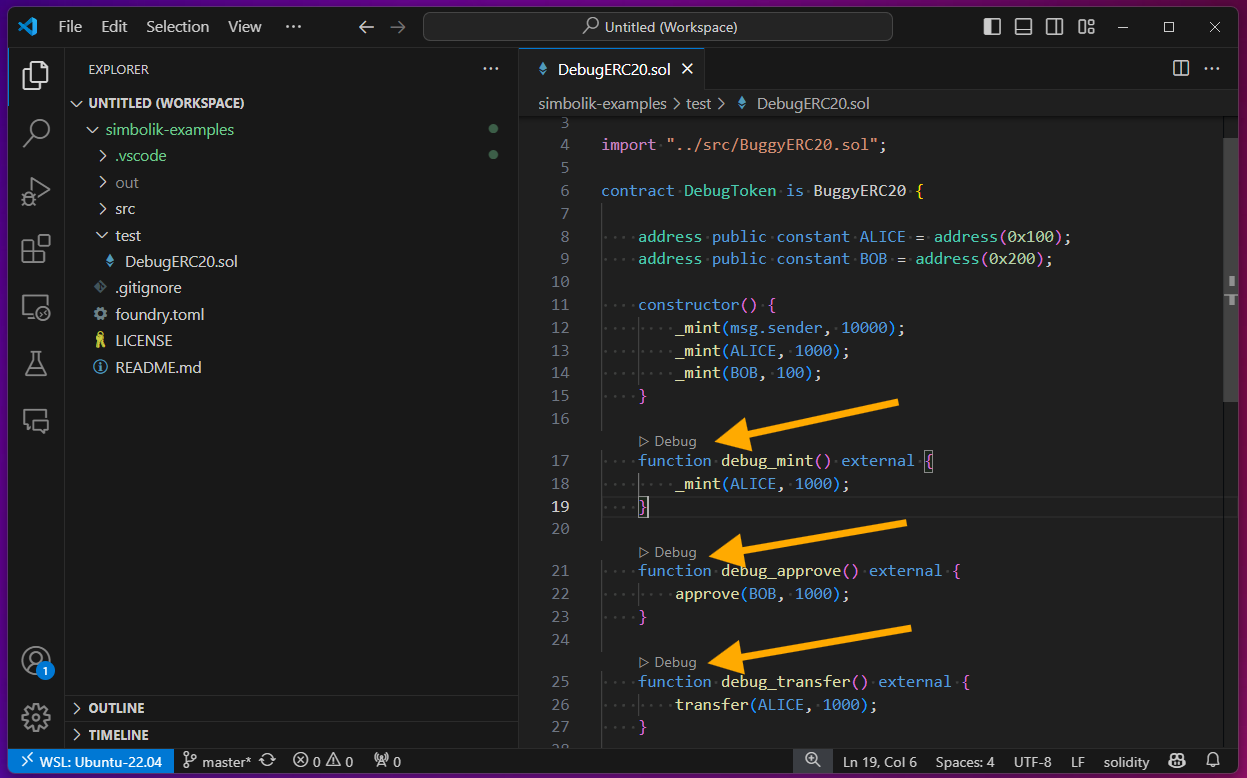 File Edit Selection View ··· Untitled (Workspace)
EXPLORER ···
UNTITLED (WORKSPACE)
simbolik-examples
.vscode
out
src
test
DebugERC20.sol
.gitignore
foundry.toml
LICENSE
README.md
OUTLINE
TIMELINE
1
DebugERC20.sol
simbolik-examples > test > DebugERC20.sol
3
4 import "../src/BuggyERC20.sol";
5
6 contract DebugToken is BuggyERC20 {
7
8 address public constant ALICE = address(0x100);
9 address public constant BOB = address(0x200);
10
11 constructor() {
12 _mint(msg.sender, 10000);
13 _mint(ALICE, 1000);
14 _mint(BOB, 100);
15 }
16
Debug
17 function debug_mint() external {
18 _mint(ALICE, 1000);
19 }
20
Debug
21 function debug_approve() external {
22 approve(BOB, 1000);
23 }
24
Debug
25 function debug_transfer() external {
26 transfer(ALICE, 1000);
27 }
28
WSL: Ubuntu-22.04 master* 0 0 0 Ln 19, Col 6 Spaces: 4 UTF-8 LF solidity